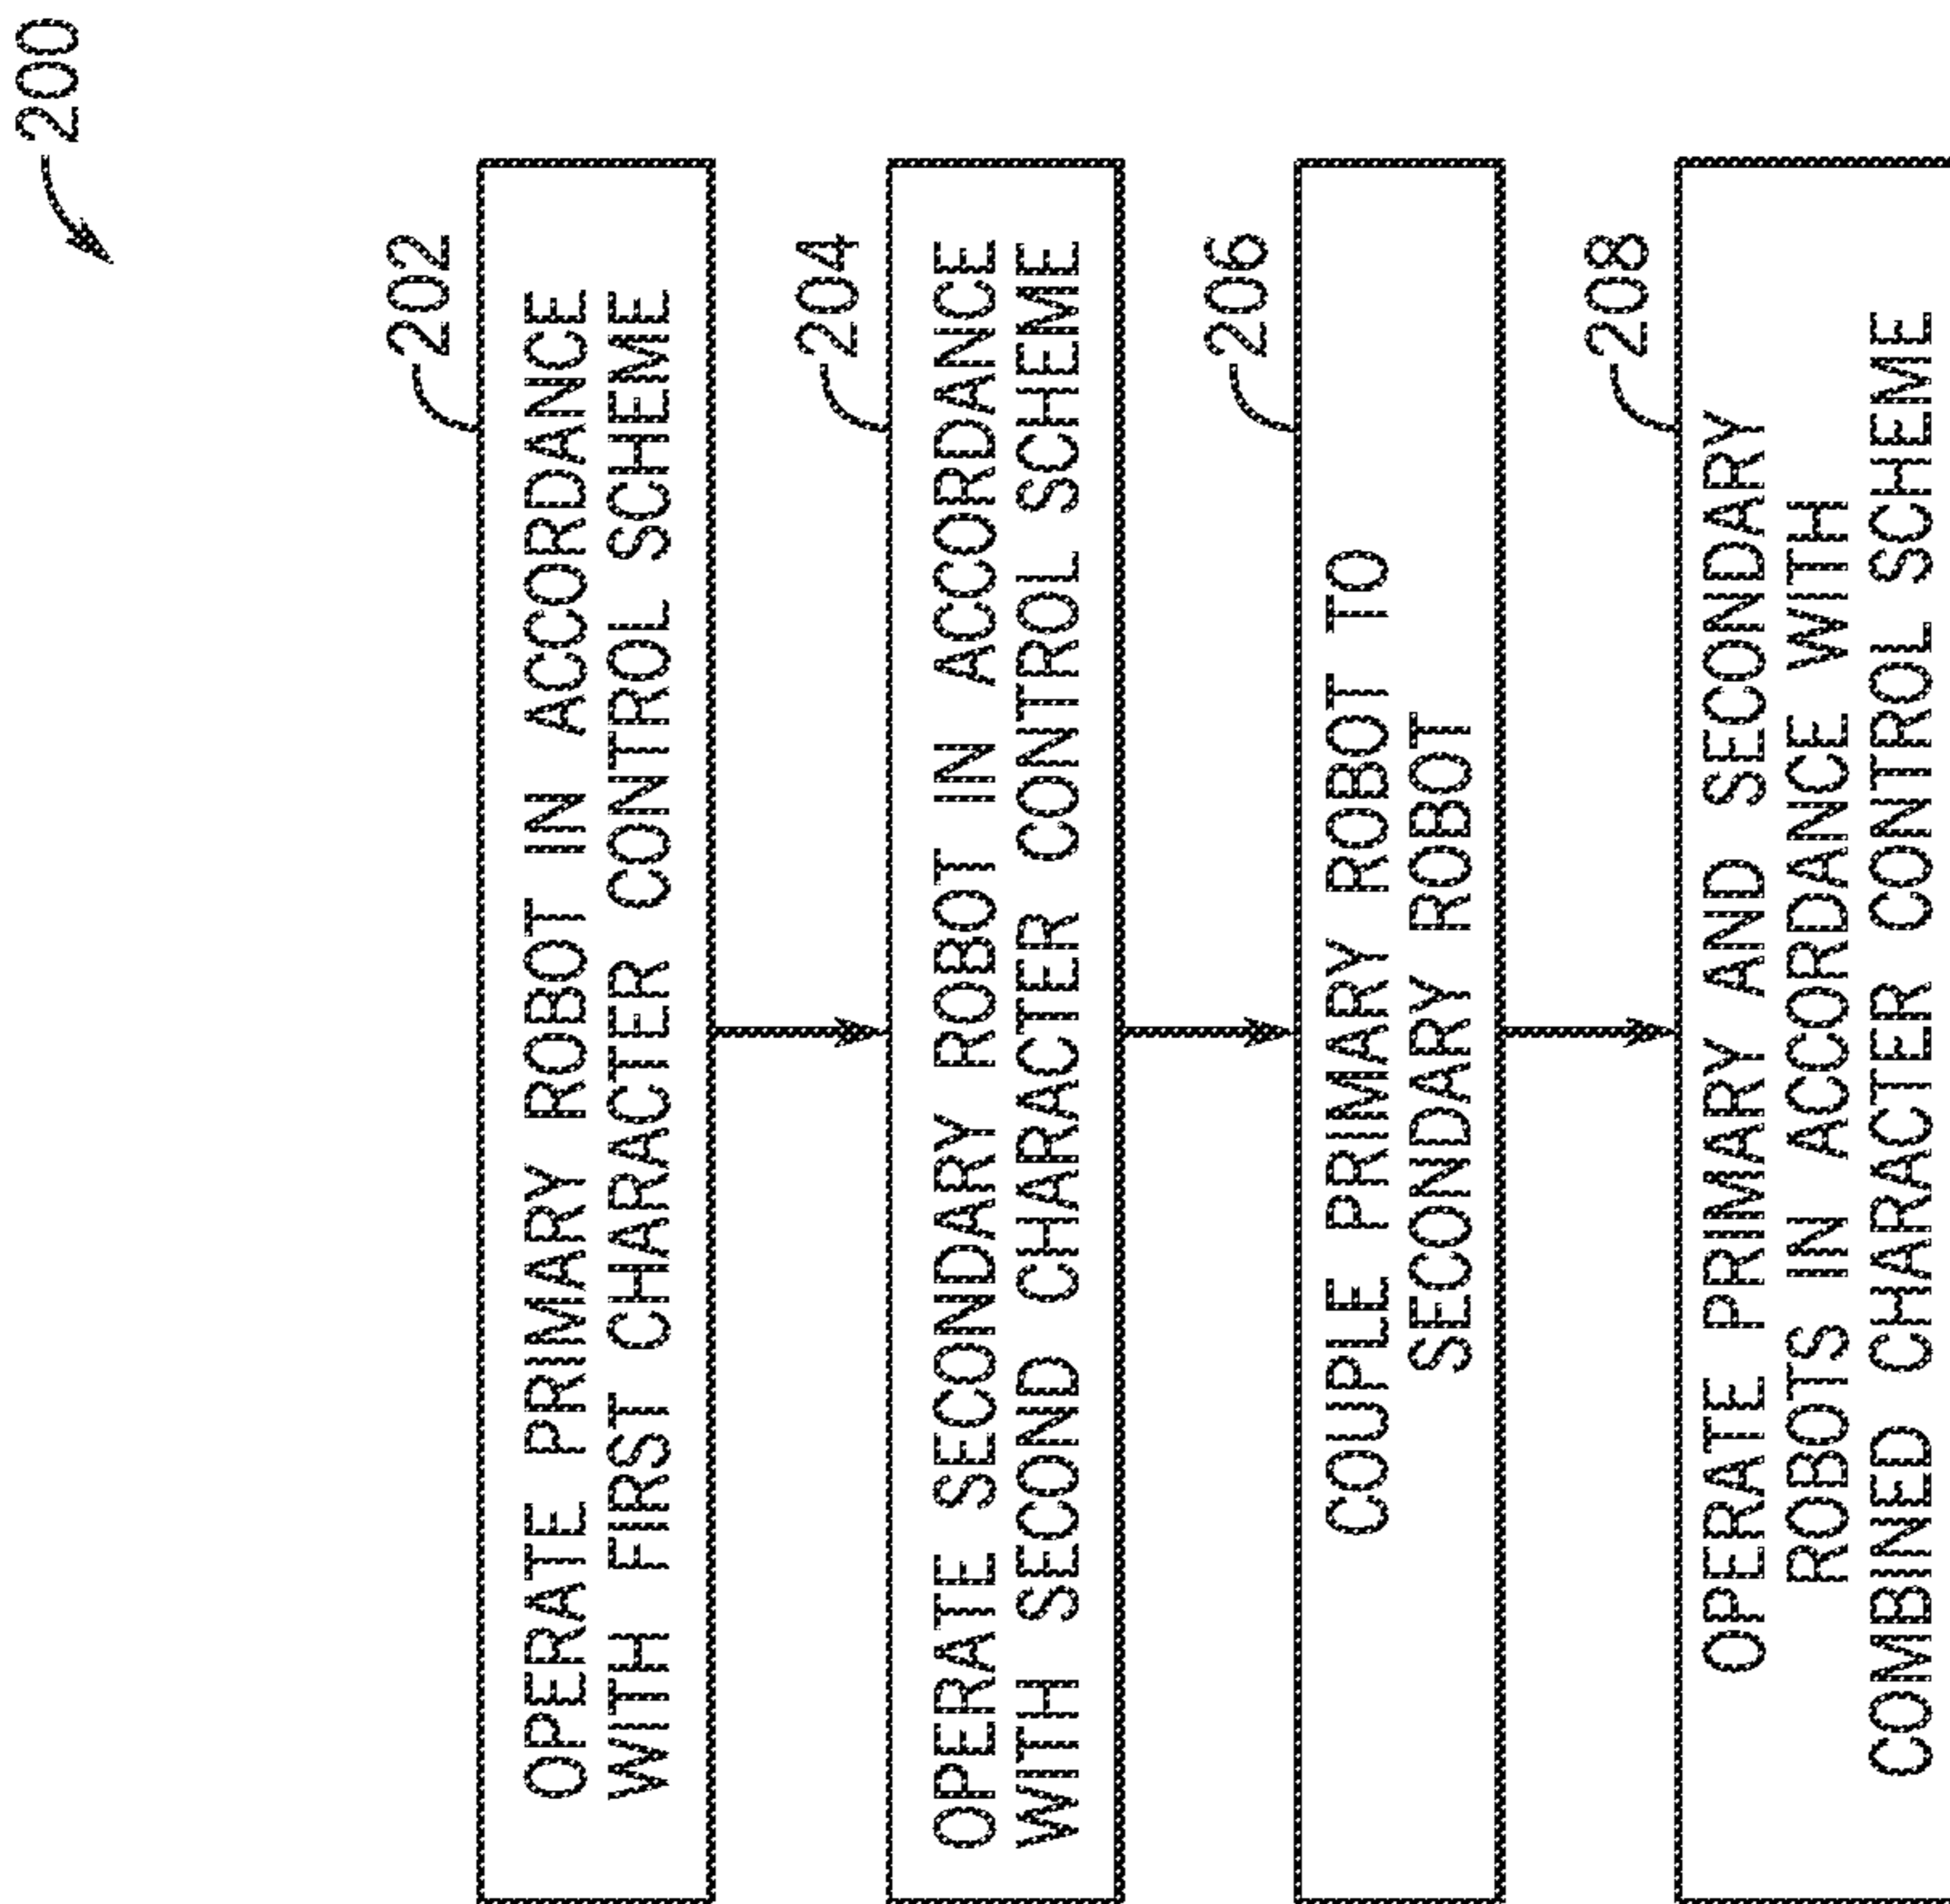 200
202
OPERATE PRIMARY ROBOT IN ACCORDANCE
WITH FIRST CHARACTER CONTROL SCHEME
204
OPERATE SECONDARY ROBOT IN ACCORDANCE
WITH SECOND CHARACTER CONTROL SCHEME
206
COUPLE PRIMARY ROBOT TO
SECONDARY ROBOT
208
OPERATE PRIMARY AND SECONDARY
ROBOTS IN ACCORDANCE WITH
COMBINED CHARACTER CONTROL SCHEME